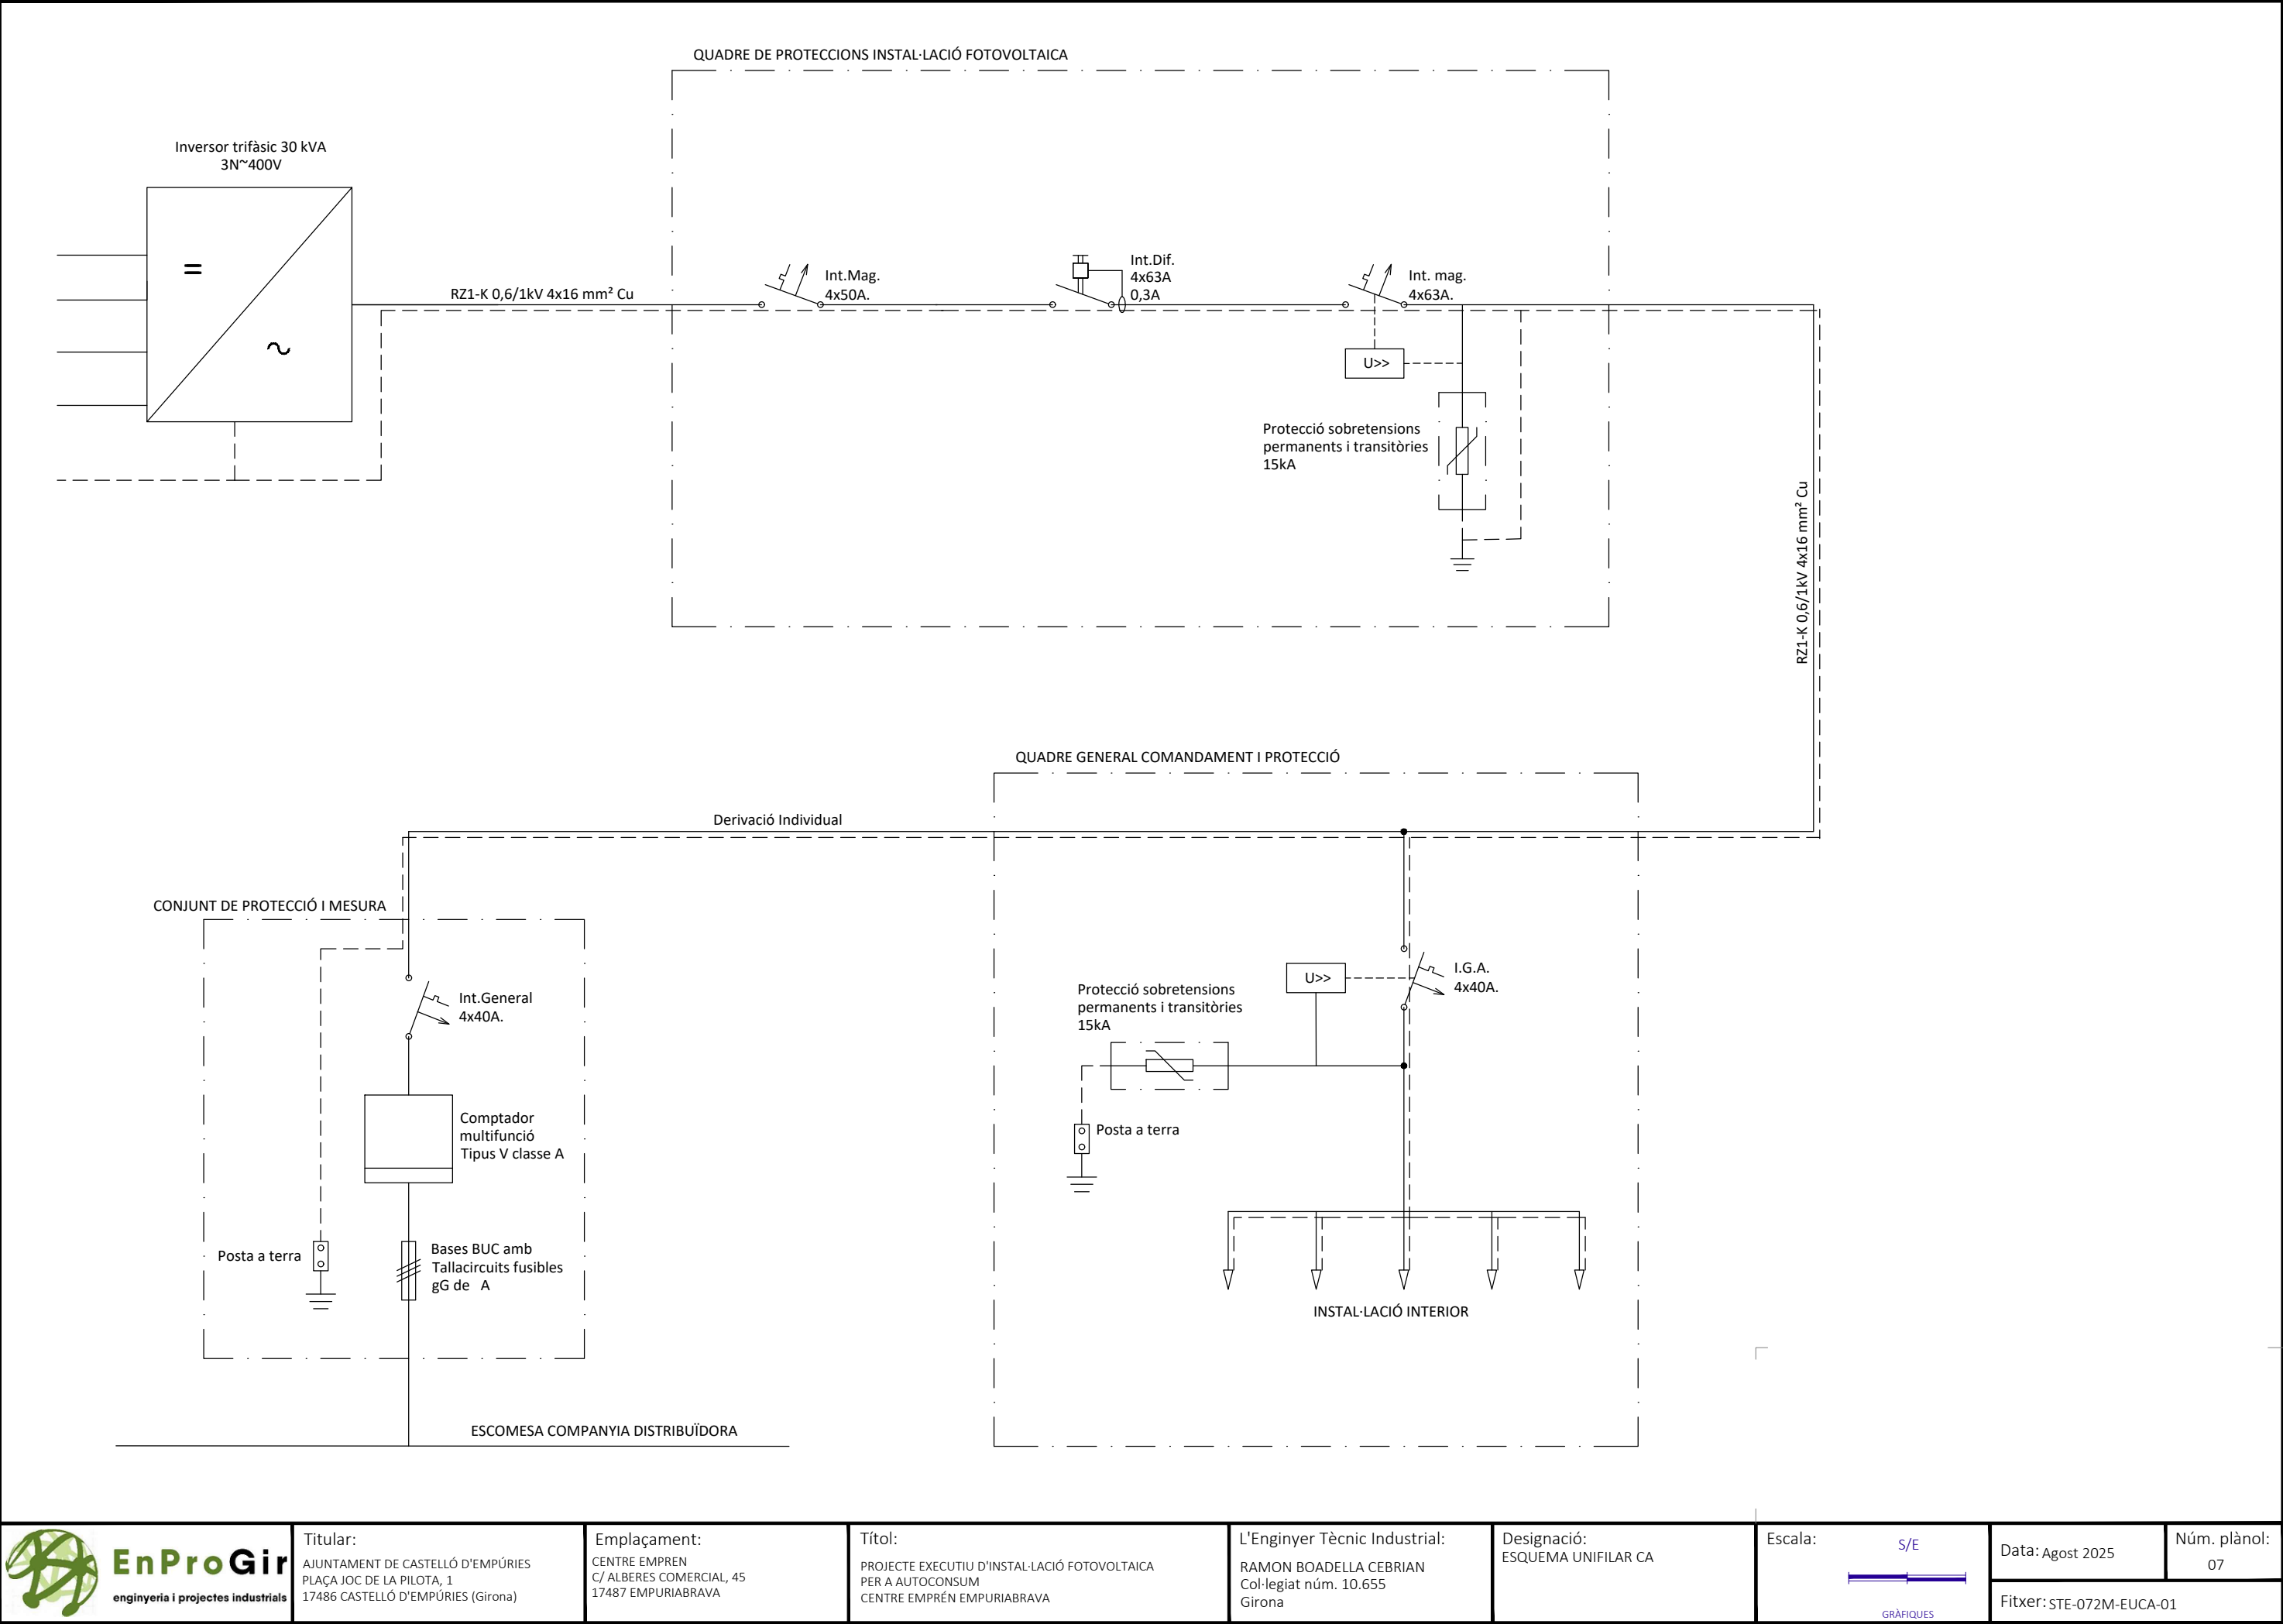 QUADRE DE PROTECCIONS INSTAL·LACIÓ FOTOVOLTAICA
Inversor trifàsic 30 kVA
3N~400V
=
~
RZ1-K 0,6/1kV 4x16 mm² Cu
Int.Mag.
4x50A.
Int.Dif.
4x63A
0,3A
Int. mag.
4x63A.
U>>
Protecció sobretensions
permanents i transitòries
15kA
RZ1-K 0,6/1kV 4x16 mm² Cu
QUADRE GENERAL COMANDAMENT I PROTECCIÓ
Derivació Individual
CONJUNT DE PROTECCIÓ I MESURA
Int.General
4x40A.
Comptador
multifunció
Tipus V classe A
Posta a terra
Bases BUC amb
Tallacircuits fusibles
gG de   A
U>>
I.G.A.
4x40A.
Protecció sobretensions
permanents i transitòries
15kA
Posta a terra
INSTAL·LACIÓ INTERIOR
ESCOMESA COMPANYIA DISTRIBUÏDORA
EnProGir
enginyeria i projectes industrials
Titular:
AJUNTAMENT DE CASTELLÓ D'EMPÚRIES
PLAÇA JOC DE LA PILOTA, 1
17486 CASTELLÓ D'EMPÚRIES (Girona)
Emplaçament:
CENTRE EMPREN
C/ ALBERES COMERCIAL, 45
17487 EMPURIABRAVA
Títol:
PROJECTE EXECUTIU D'INSTAL·LACIÓ FOTOVOLTAICA
PER A AUTOCONSUM
CENTRE EMPRÉN EMPURIABRAVA
L'Enginyer Tècnic Industrial:
RAMON BOADELLA CEBRIAN
Col·legiat núm. 10.655
Girona
Designació:
ESQUEMA UNIFILAR CA
Escala:
S/E
GRÀFIQUES
Data: Agost 2025
Núm. plànol:
07
Fitxer: STE-072M-EUCA-01